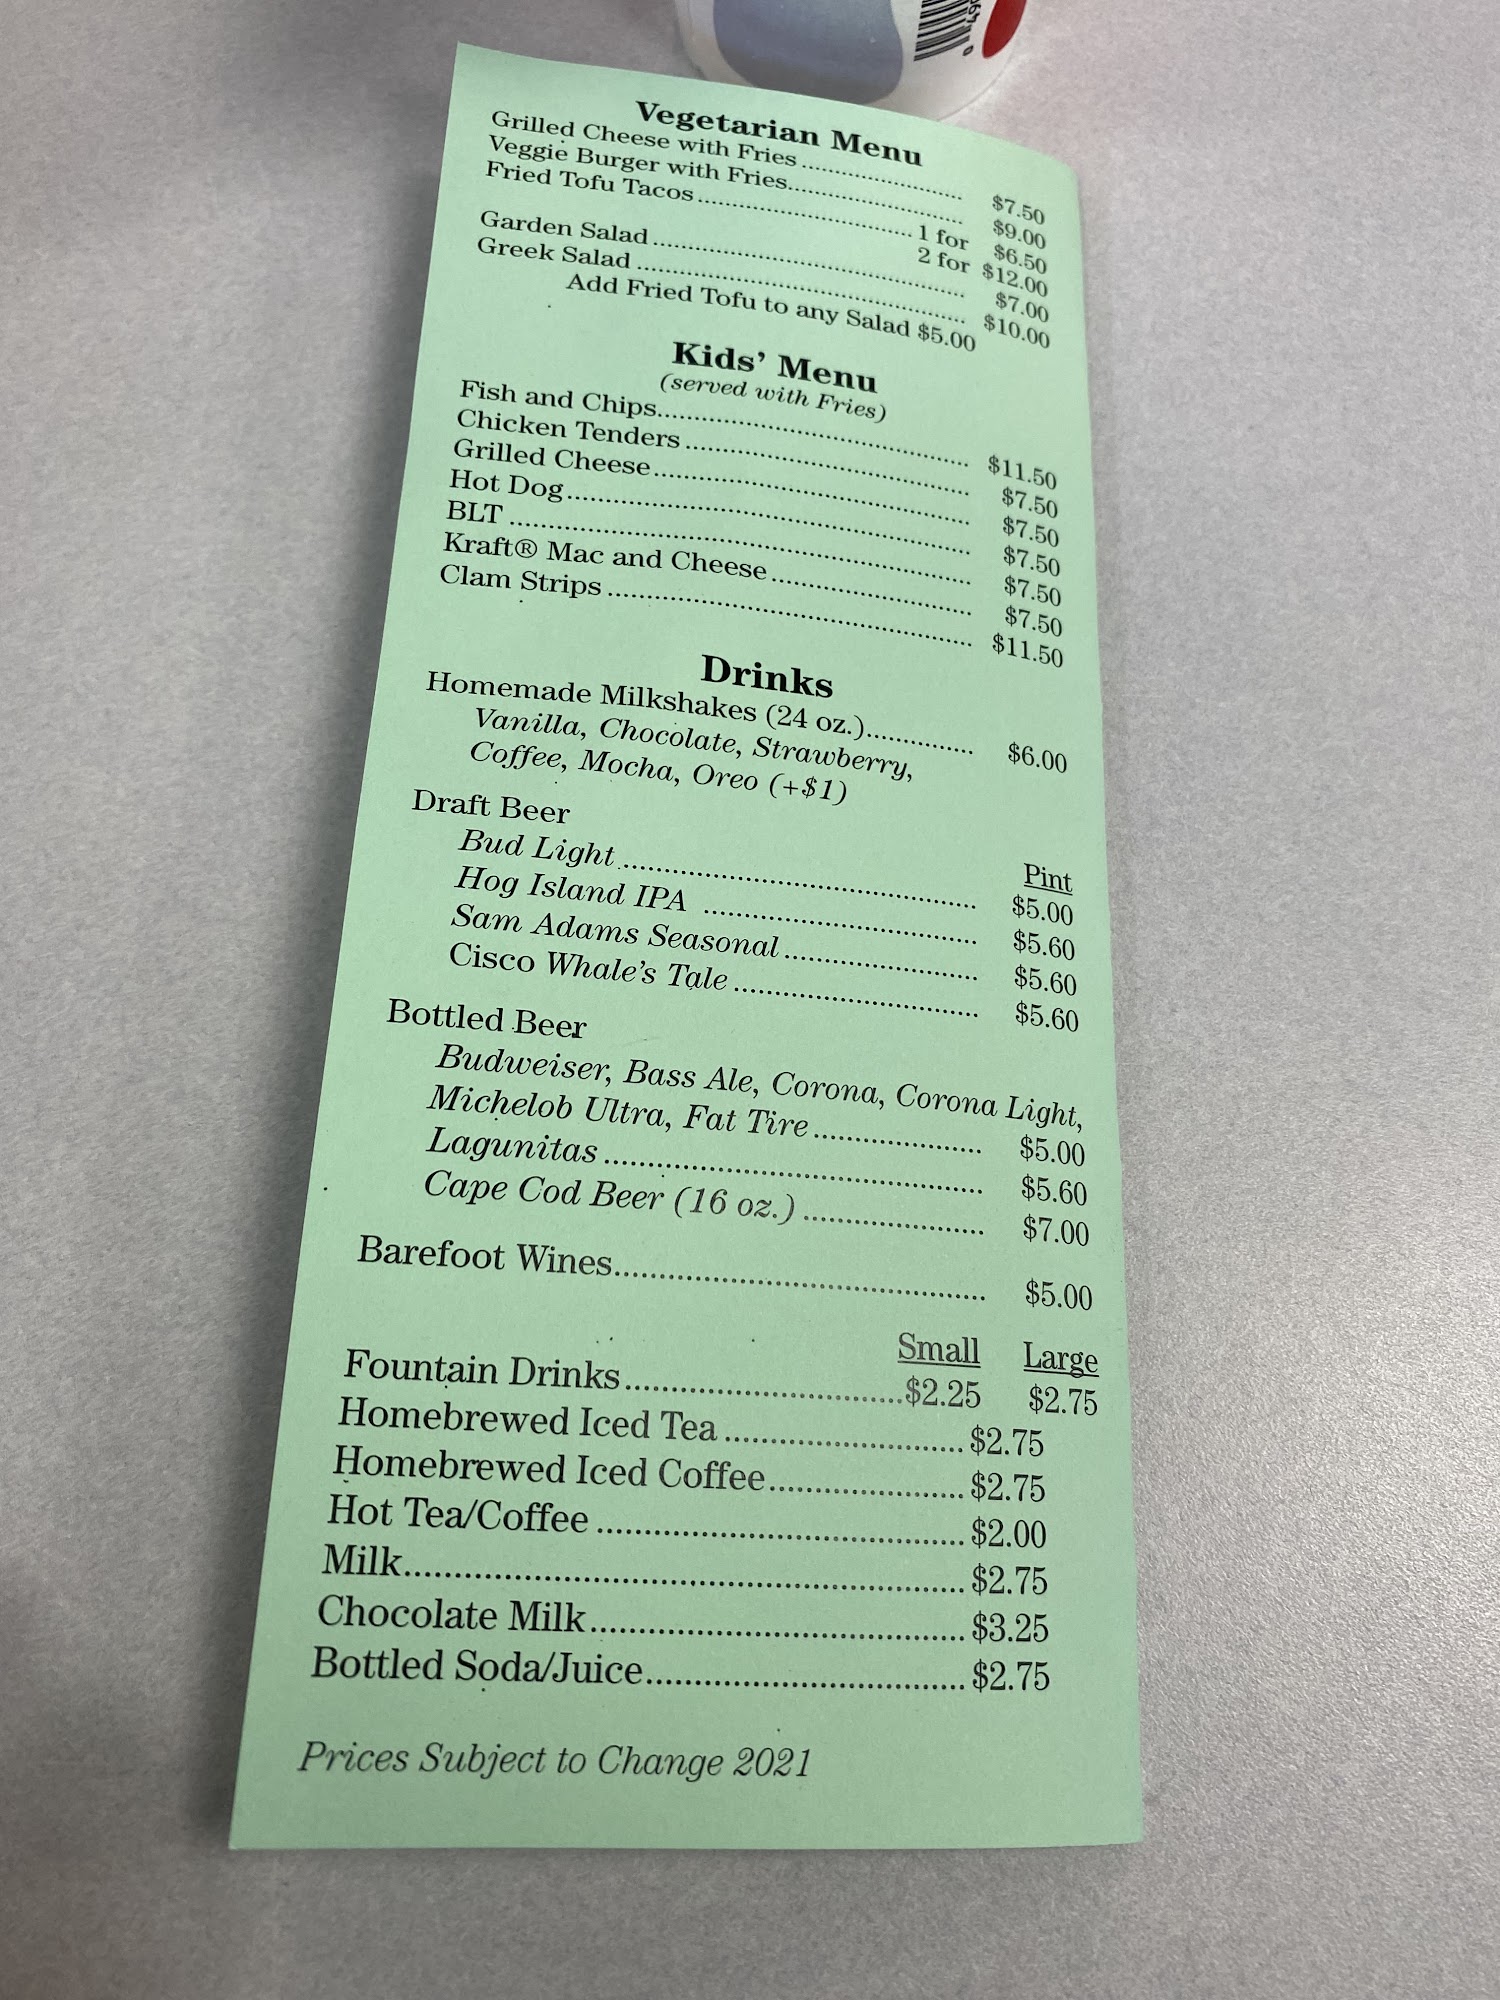 Vegetarian Menu
Grilled Cheese with Fries ........................ $7.50
Veggie Burger with Fries.......................... $9.00
Fried Tofu Tacos ................................ 1 for $6.50
2 for $12.00
Garden Salad ............................................... $7.00
Greek Salad ................................................. $10.00
Add Fried Tofu to any Salad $5.00
Kids' Menu
(served with Fries)
Fish and Chips............................................... $11.50
Chicken Tenders ........................................... $7.50
Grilled Cheese................................................ $7.50
Hot Dog............................................................ $7.50
BLT .................................................................. $7.50
Kraft® Mac and Cheese.............................. $7.50
Clam Strips ..................................................... $11.50
Drinks
Homemade Milkshakes (24 oz.)............... $6.00
Vanilla, Chocolate, Strawberry,
Coffee, Mocha, Oreo (+$1)
Draft Beer
Pint
Bud Light ............................................. $5.00
Hog Island IPA ................................... $5.60
Sam Adams Seasonal ........................ $5.60
Cisco Whale's Tale .............................. $5.60
Bottled Beer
Budweiser, Bass Ale, Corona, Corona Light,
Michelob Ultra, Fat Tire .................... $5.00
Lagunitas ............................................. $5.60
Cape Cod Beer (16 oz.) ...................... $7.00
Barefoot Wines............................................ $5.00
Small Large
Fountain Drinks ................................ $2.25 $2.75
Homebrewed Iced Tea ......................... $2.75
Homebrewed Iced Coffee..................... $2.75
Hot Tea/Coffee ...................................... $2.00
Milk.......................................................... $2.75
Chocolate Milk ....................................... $3.25
Bottled Soda/Juice................................. $2.75
Prices Subject to Change 2021